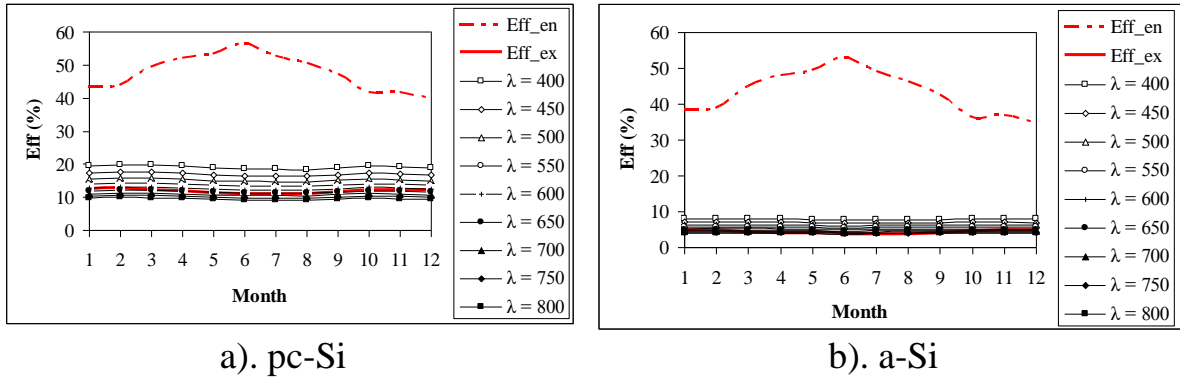 60
50
40
30
20
10
0
Eff (%)
1 2 3 4 5 6 7 8 9 10 11 12
Month
Eff_en
Eff_ex
λ = 400
λ = 450
λ = 500
λ = 550
λ = 600
λ = 650
λ = 700
λ = 750
λ = 800
a). pc-Si
60
50
40
30
20
10
0
Eff (%)
1 2 3 4 5 6 7 8 9 10 11 12
Month
Eff_en
Eff_ex
λ = 400
λ = 450
λ = 500
λ = 550
λ = 600
λ = 650
λ = 700
λ = 750
λ = 800
b). a-Si